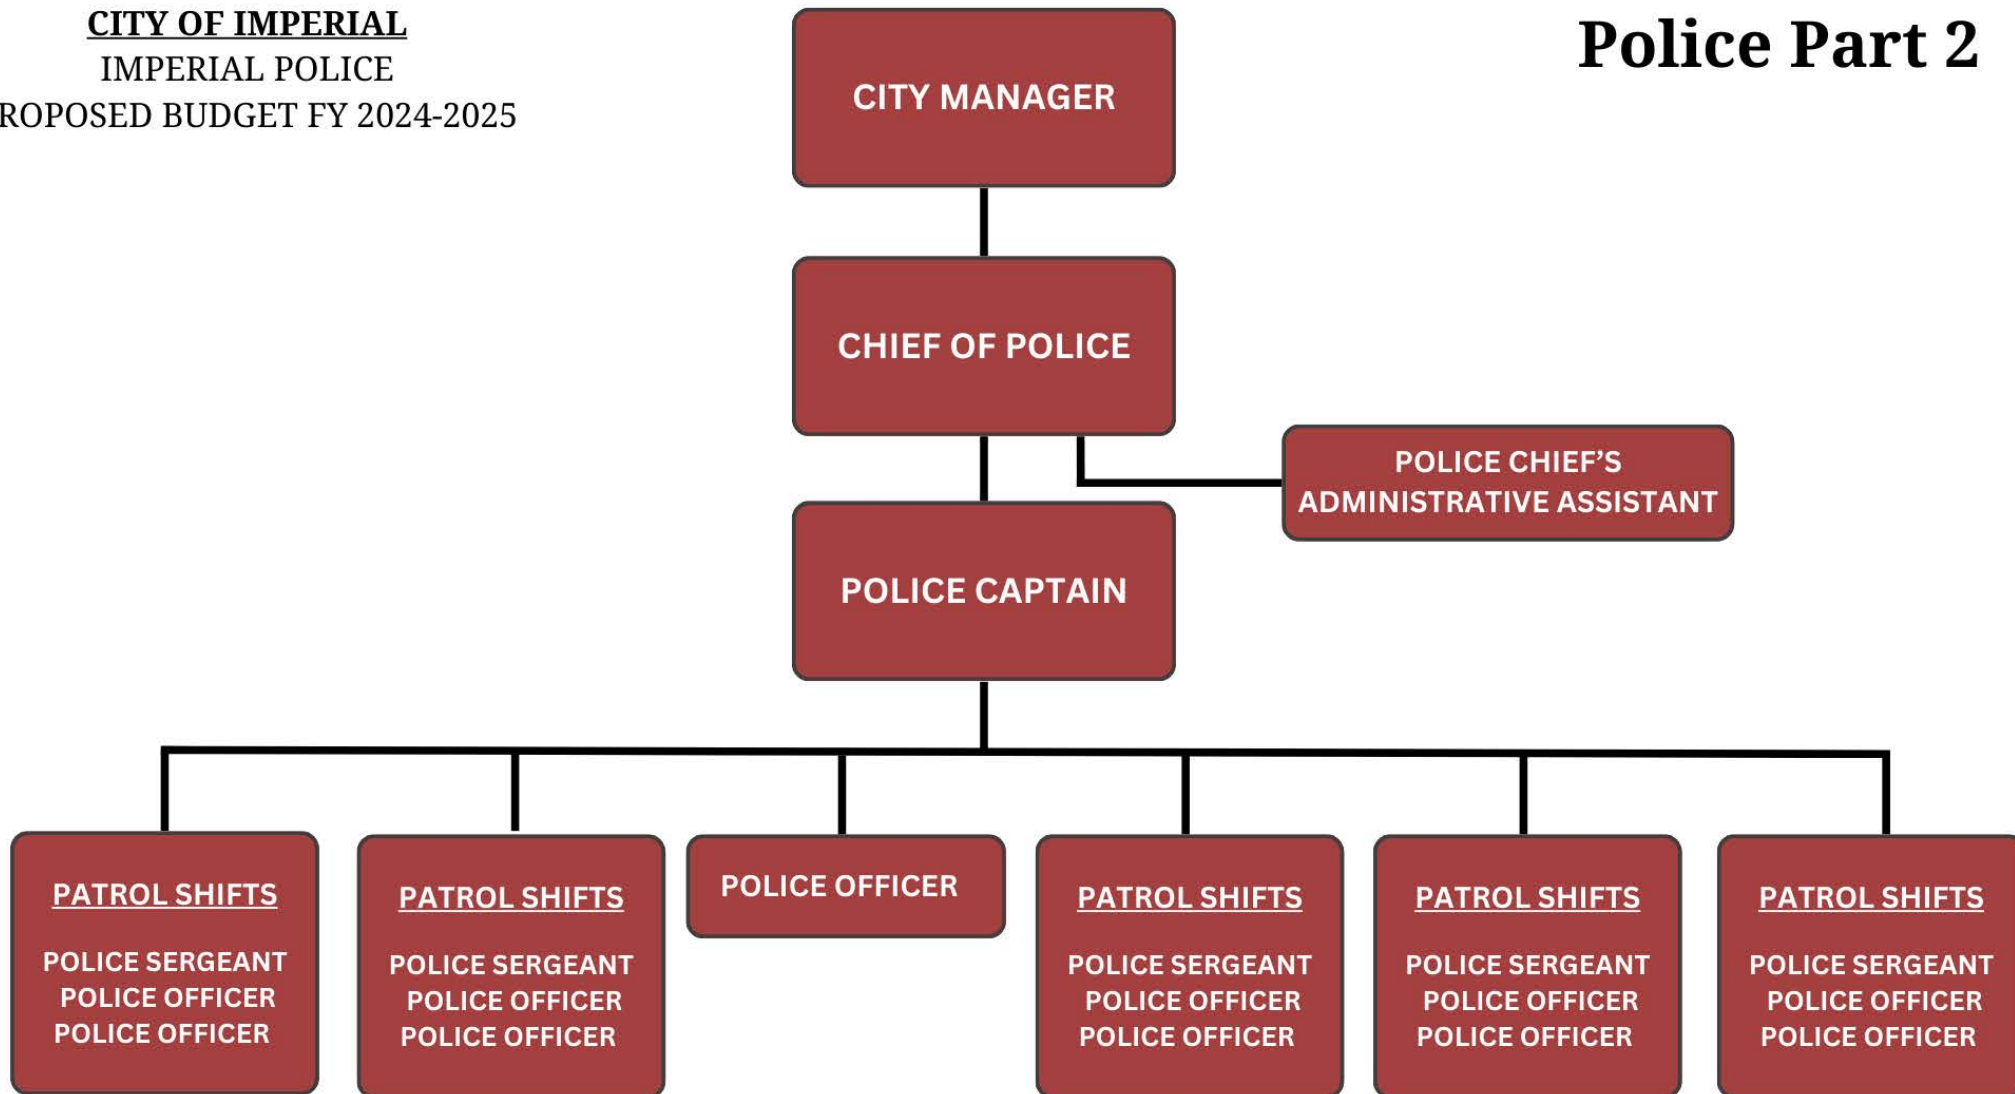 CITY OF IMPERIAL
IMPERIAL POLICE
ROPOSED BUDGET FY 2024-2025
Police Part 2
CITY MANAGER
CHIEF OF POLICE
POLICE CHIEF’S
ADMINISTRATIVE ASSISTANT
POLICE CAPTAIN
PATROL SHIFTS
POLICE SERGEANT
POLICE OFFICER
POLICE OFFICER
PATROL SHIFTS
POLICE SERGEANT
POLICE OFFICER
POLICE OFFICER
POLICE OFFICER
PATROL SHIFTS
POLICE SERGEANT
POLICE OFFICER
POLICE OFFICER
PATROL SHIFTS
POLICE SERGEANT
POLICE OFFICER
POLICE OFFICER
PATROL SHIFTS
POLICE SERGEANT
POLICE OFFICER
POLICE OFFICER